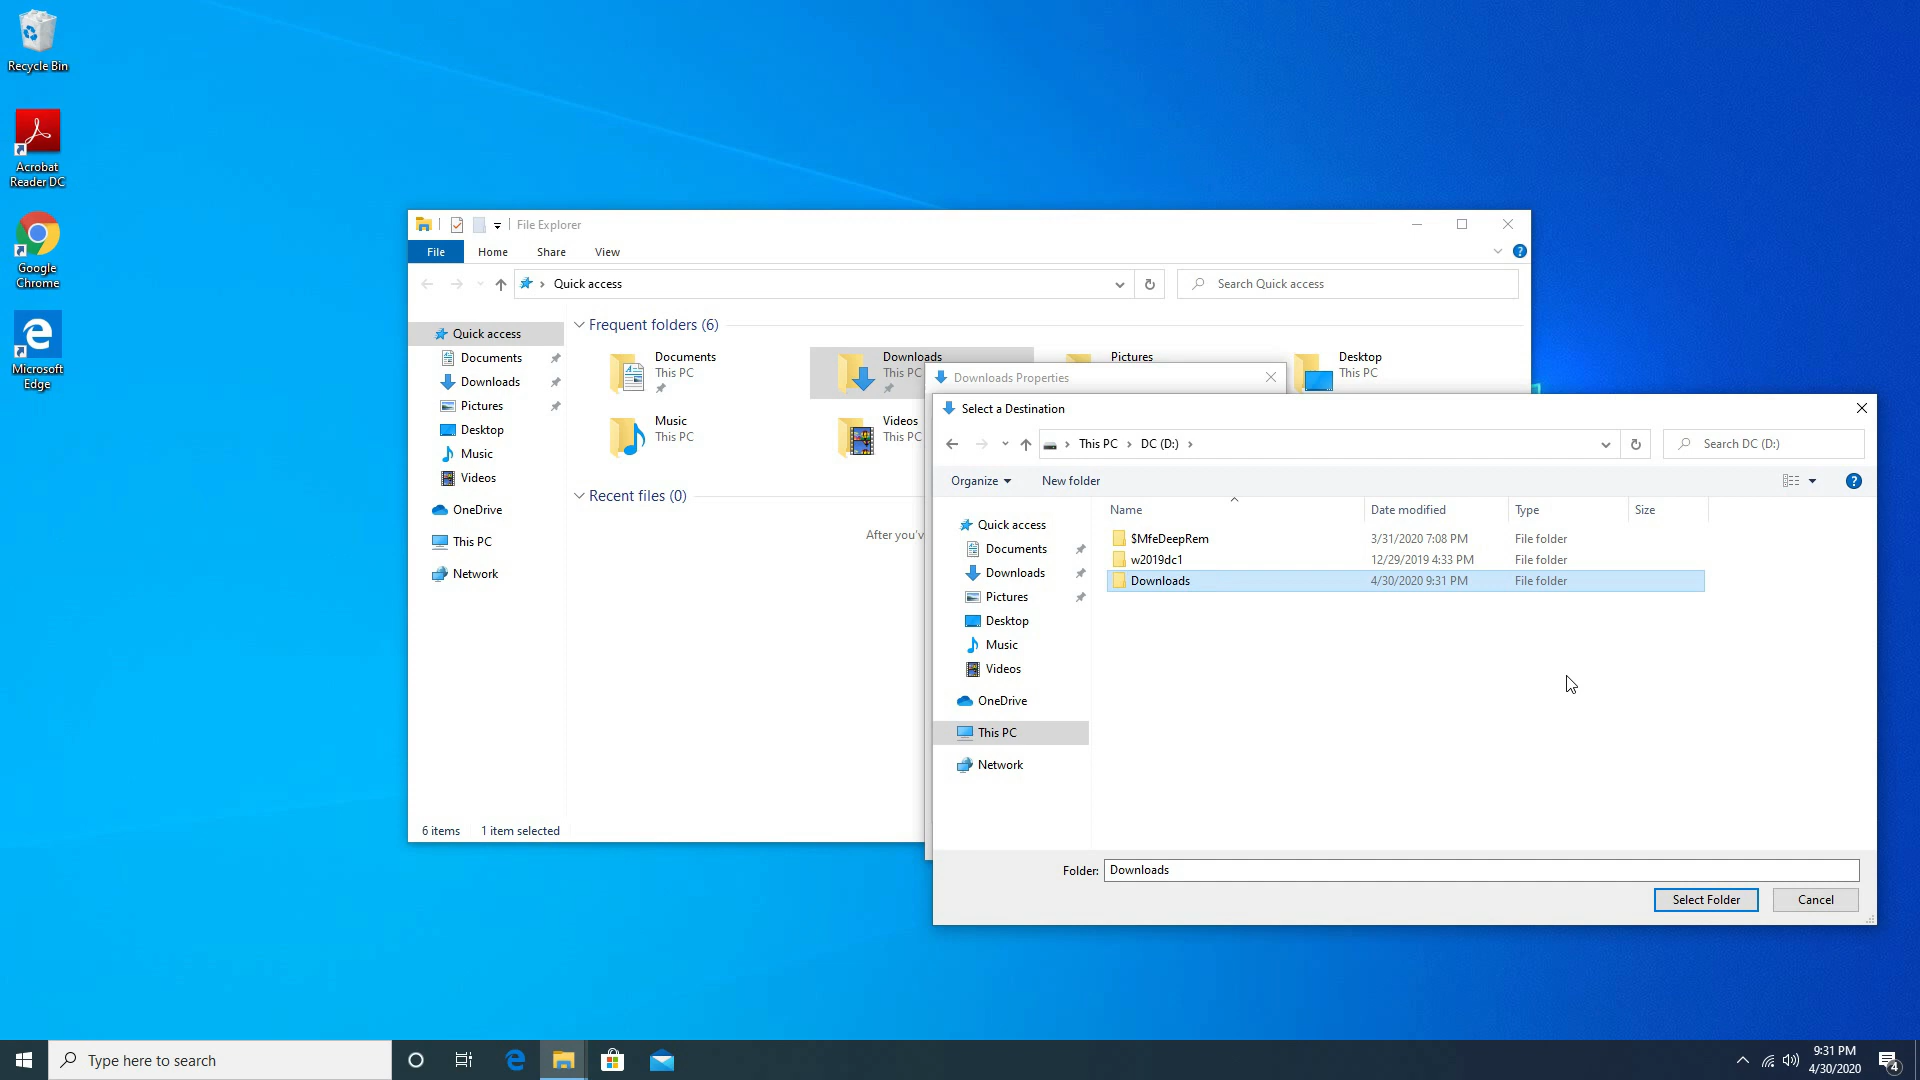 Recycle Bin
Acrobat
Reader DC
Google
Chrome
Microsoft
Edge
File Explorer
File Home Share View
Quick access
Search Quick access
Quick access
Documents
Downloads
Pictures
Desktop
Music
Videos
OneDrive
This PC
Network
Frequent folders (6)
Documents
This PC
Downloads
This PC
Pictures
Desktop
This PC
Music
This PC
Videos
This PC
Recent files (0)
After you'v
6 items 1 item selected
Downloads Properties
Select a Destination
This PC DC (D:)
Search DC (D:)
Organize New folder
Quick access
Documents
Downloads
Pictures
Desktop
Music
Videos
OneDrive
This PC
Network
Name Date modified Type Size
$MfeDeepRem 3/31/2020 7:08 PM File folder
w2019dc1 12/29/2019 4:33 PM File folder
Downloads 4/30/2020 9:31 PM File folder
Folder: Downloads
Select Folder Cancel
Type here to search
9:31 PM
4/30/2020
4